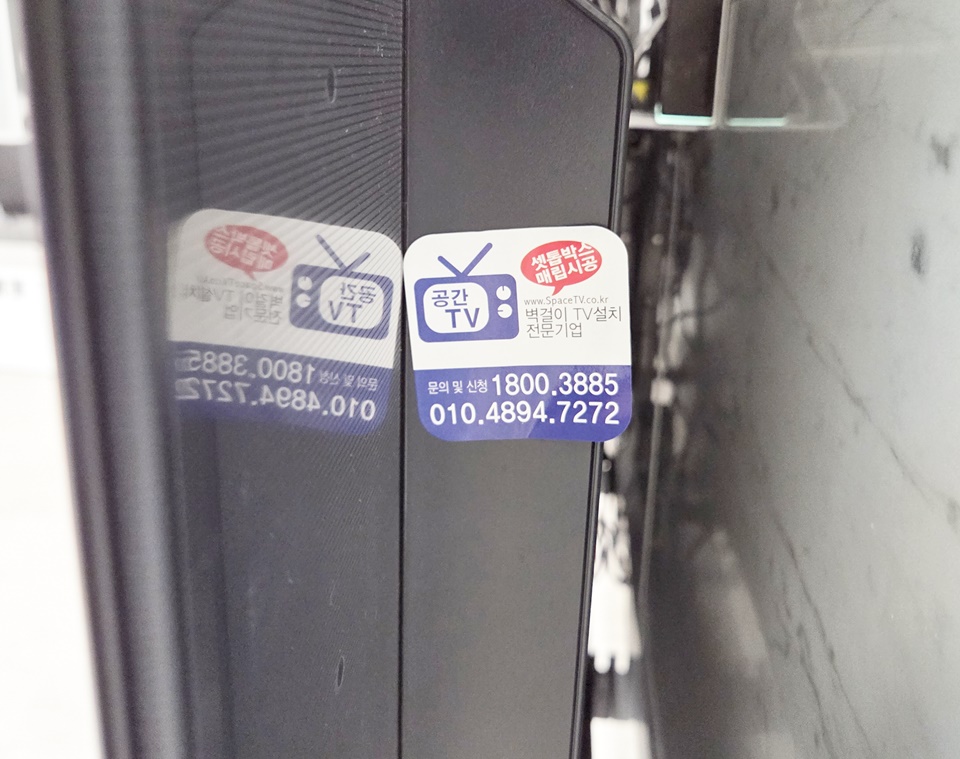 셋톱박스
매립시공
공간
TV
www.SpaceTV.co.kr
벽걸이 TV설치
전문기업
문의 및 신청 1800.3885
010.4894.7272